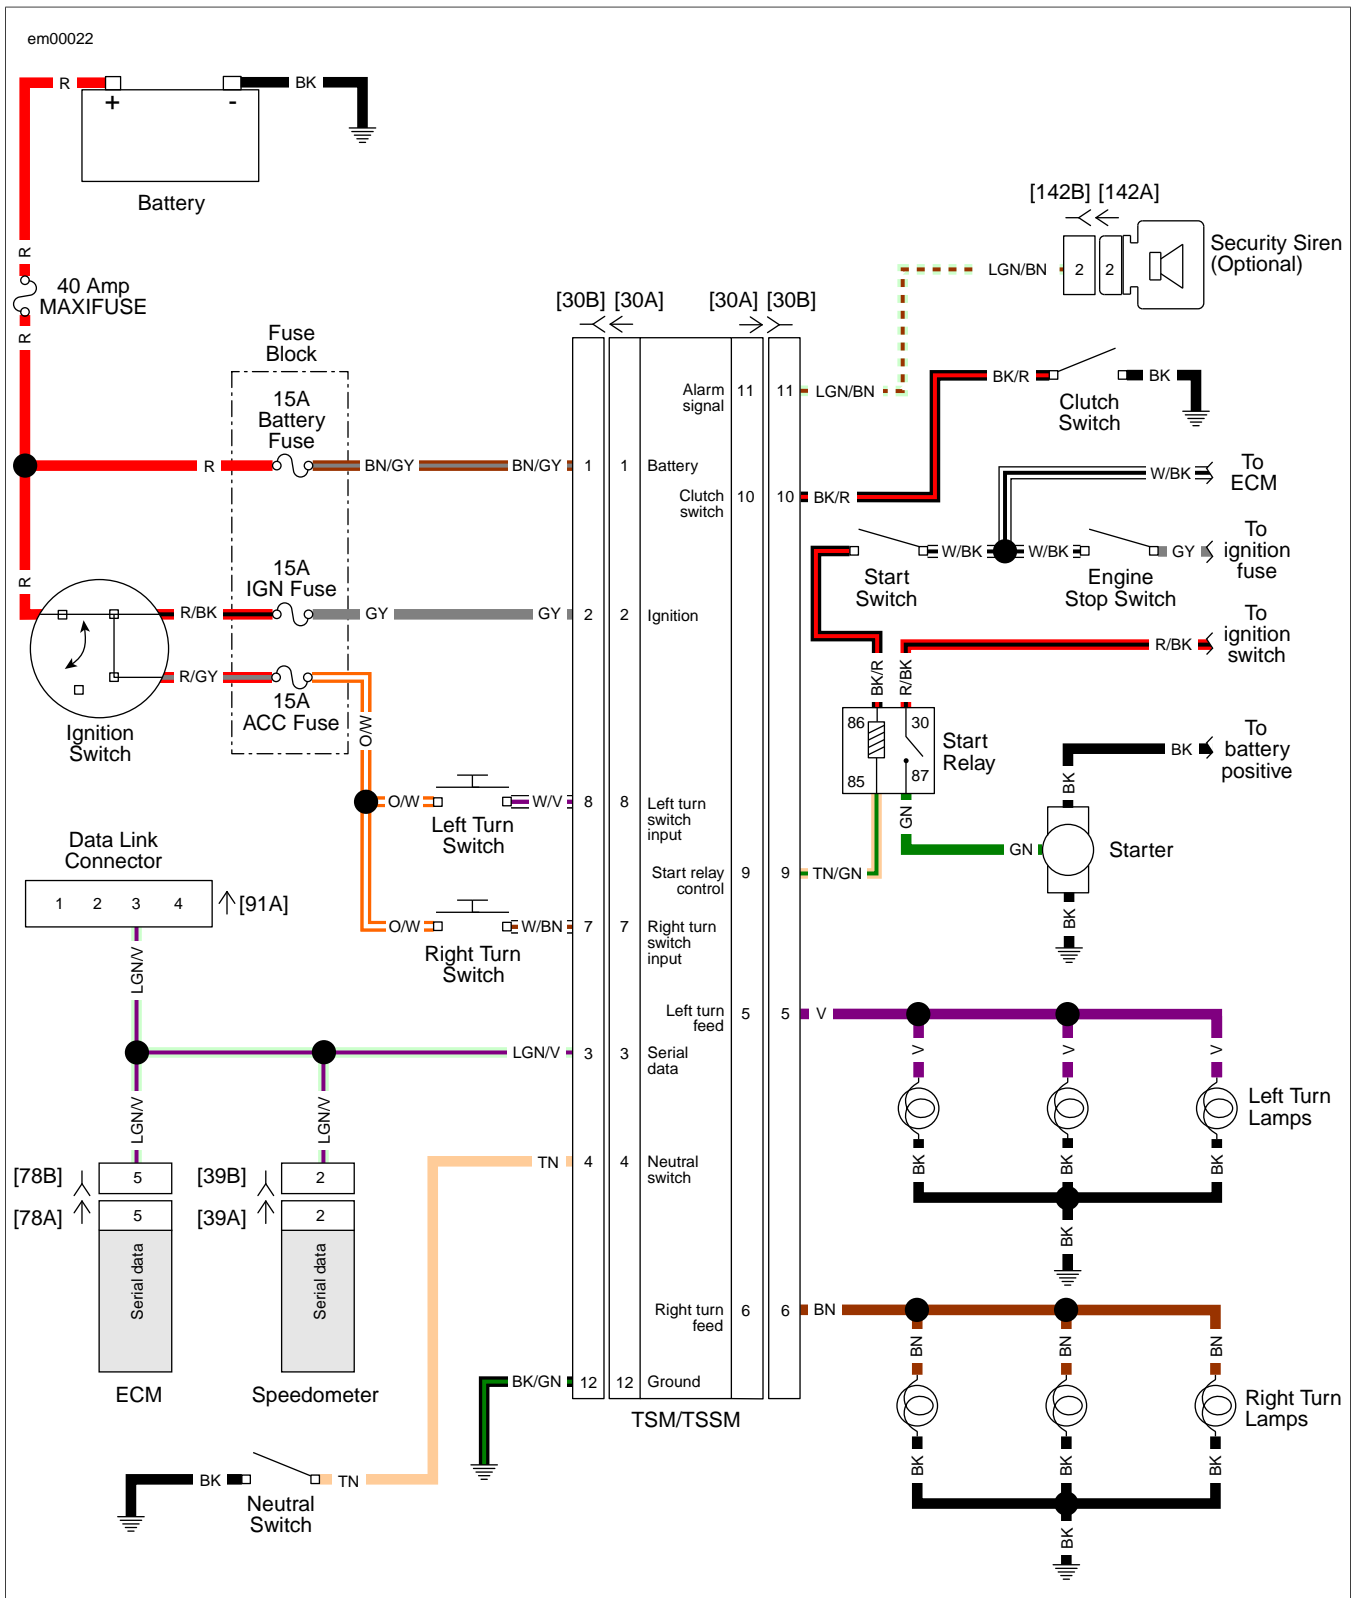 em00022
R
BK
+
-
Battery
R
40 Amp
MAXIFUSE
R
Fuse
Block
15A
Battery
Fuse
R
BN/GY
BN/GY
R
15A
IGN Fuse
R/BK
GY
GY
R/GY
15A
ACC Fuse
Ignition
Switch
O/W
O/W
W/V
Left Turn
Switch
O/W
W/BN
Right Turn
Switch
Data Link
Connector
1 2 3 4
[91A]
LGN/V
LGN/V
LGN/V
LGN/V
[78B]
5
[78A]
5
Serial data
ECM
[39B]
2
[39A]
2
Serial data
Speedometer
TN
BK/GN
BK
TN
Neutral
Switch
[30B] [30A]
[30A] [30B]
Alarm
signal
11 11
LGN/BN
1 1
Battery
Clutch
switch
10 10
BK/R
2 2
Ignition
8 8
Left turn
switch
input
Start relay
control
9 9
TN/GN
7 7
Right turn
switch
input
Left turn
feed
5 5
V
3 3
Serial
data
4 4
Neutral
switch
Right turn
feed
6 6
BN
12 12
Ground
TSM/TSSM
[142B] [142A]
LGN/BN
2 2
Security Siren
(Optional)
BK/R
BK
Clutch
Switch
W/BK
To
ECM
W/BK
W/BK
GY
To
ignition
fuse
Start
Switch
Engine
Stop Switch
R/BK
To
ignition
switch
BK/R
R/BK
86 30
85 87
Start
Relay
BK
To
battery
positive
BK
GN
GN
Starter
BK
V
V
V
Left Turn
Lamps
BK
BK
BK
BK
BN
BN
BN
Right Turn
Lamps
BK
BK
BK
BK